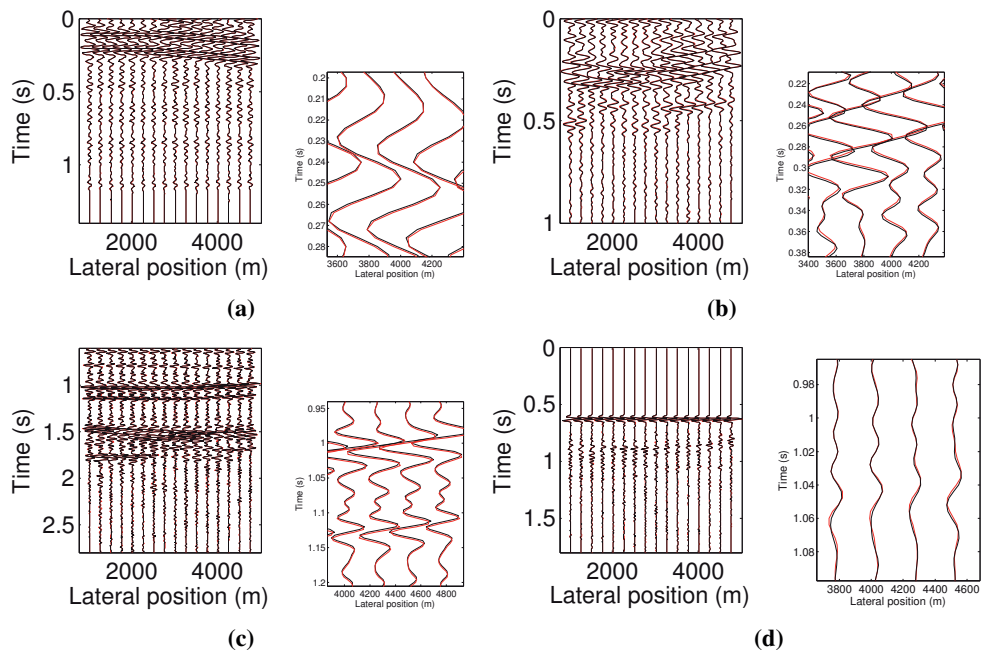 0
0.5
1
Time (s)
2000 4000
Lateral position (m)
0.2
0.21
0.22
0.23
0.24
0.25
0.26
0.27
0.28
Time (s)
3600 3800 4000 4200
Lateral position (m)
(a)
0
0.5
1
Time (s)
2000 4000
Lateral position (m)
0.22
0.24
0.26
0.28
0.3
0.32
0.34
0.36
0.38
Time (s)
3400 3600 3800 4000 4200
Lateral position (m)
(b)
1
1.5
2
2.5
Time (s)
2000 4000
Lateral position (m)
0.95
1
1.05
1.1
1.15
1.2
Time (s)
4000 4200 4400 4600 4800
Lateral position (m)
(c)
0
0.5
1
1.5
Time (s)
2000 4000
Lateral position (m)
0.98
1
1.02
1.04
1.06
1.08
Time (s)
3800 4000 4200 4400 4600
Lateral position (m)
(d)